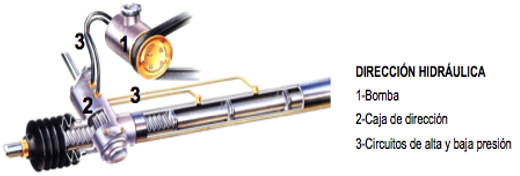 3
1
2
3
DIRECCIÓN HIDRÁULICA
1-Bomba
2-Caja de dirección
3-Circuitos de alta y baja presión